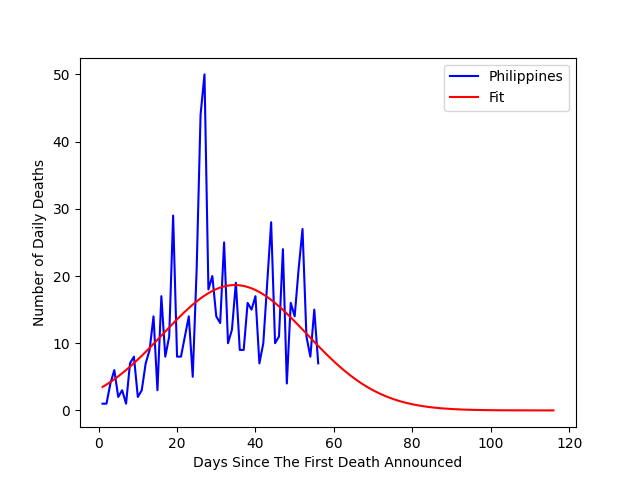 Philippines
Fit
50
40
30
20
10
0
Number of Daily Deaths
0 20 40 60 80 100 120
Days Since The First Death Announced